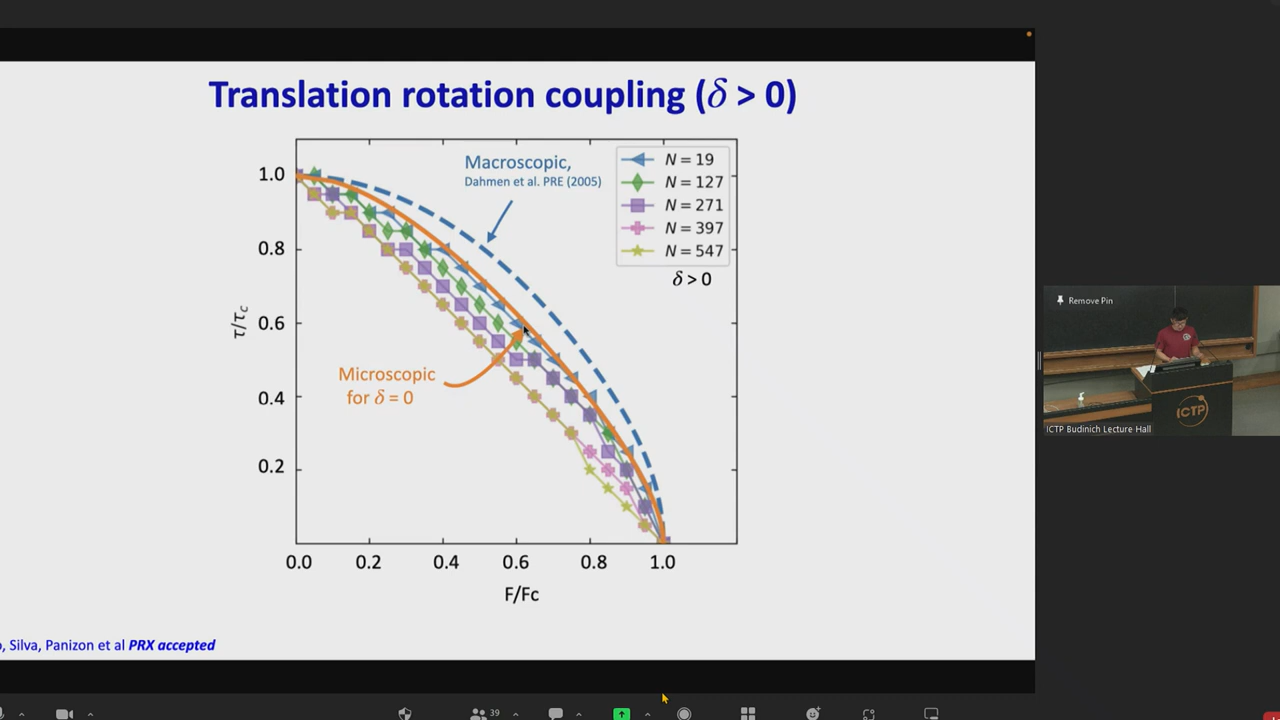 Translation rotation coupling (δ > 0)
Macroscopic,
Dahmen et al. PRE (2005)
N = 19
N = 127
N = 271
N = 397
N = 547
δ > 0
1.0
0.8
0.6
0.4
0.2
τ/τc
Microscopic
for δ = 0
0.0 0.2 0.4 0.6 0.8 1.0
F/Fc
, Silva, Panizon et al PRX accepted
Remove Pin
ICTP
ICTP Budinich Lecture Hall
39